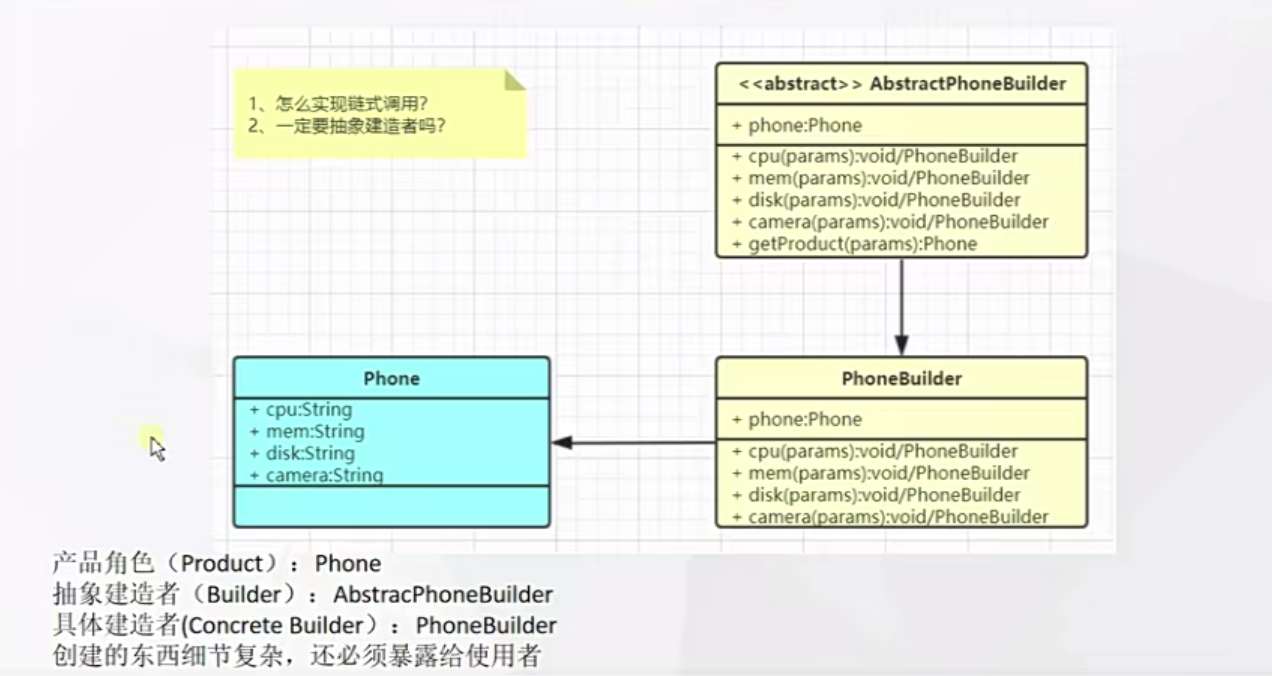 1、怎么实现链式调用?
2、一定要抽象建造者吗?
<<abstract>> AbstractPhoneBuilder
+ phone:Phone
+ cpu(params):void/PhoneBuilder
+ mem(params):void/PhoneBuilder
+ disk(params):void/PhoneBuilder
+ camera(params):void/PhoneBuilder
+ getProduct(params):Phone
Phone
+ cpu:String
+ mem:String
+ disk:String
+ camera:String
PhoneBuilder
+ phone:Phone
+ cpu(params):void/PhoneBuilder
+ mem(params):void/PhoneBuilder
+ disk(params):void/PhoneBuilder
+ camera(params):void/PhoneBuilder
产品角色（Product）：Phone
抽象建造者（Builder）：AbstracPhoneBuilder
具体建造者(Concrete Builder）：PhoneBuilder
创建的东西细节复杂，还必须暴露给使用者